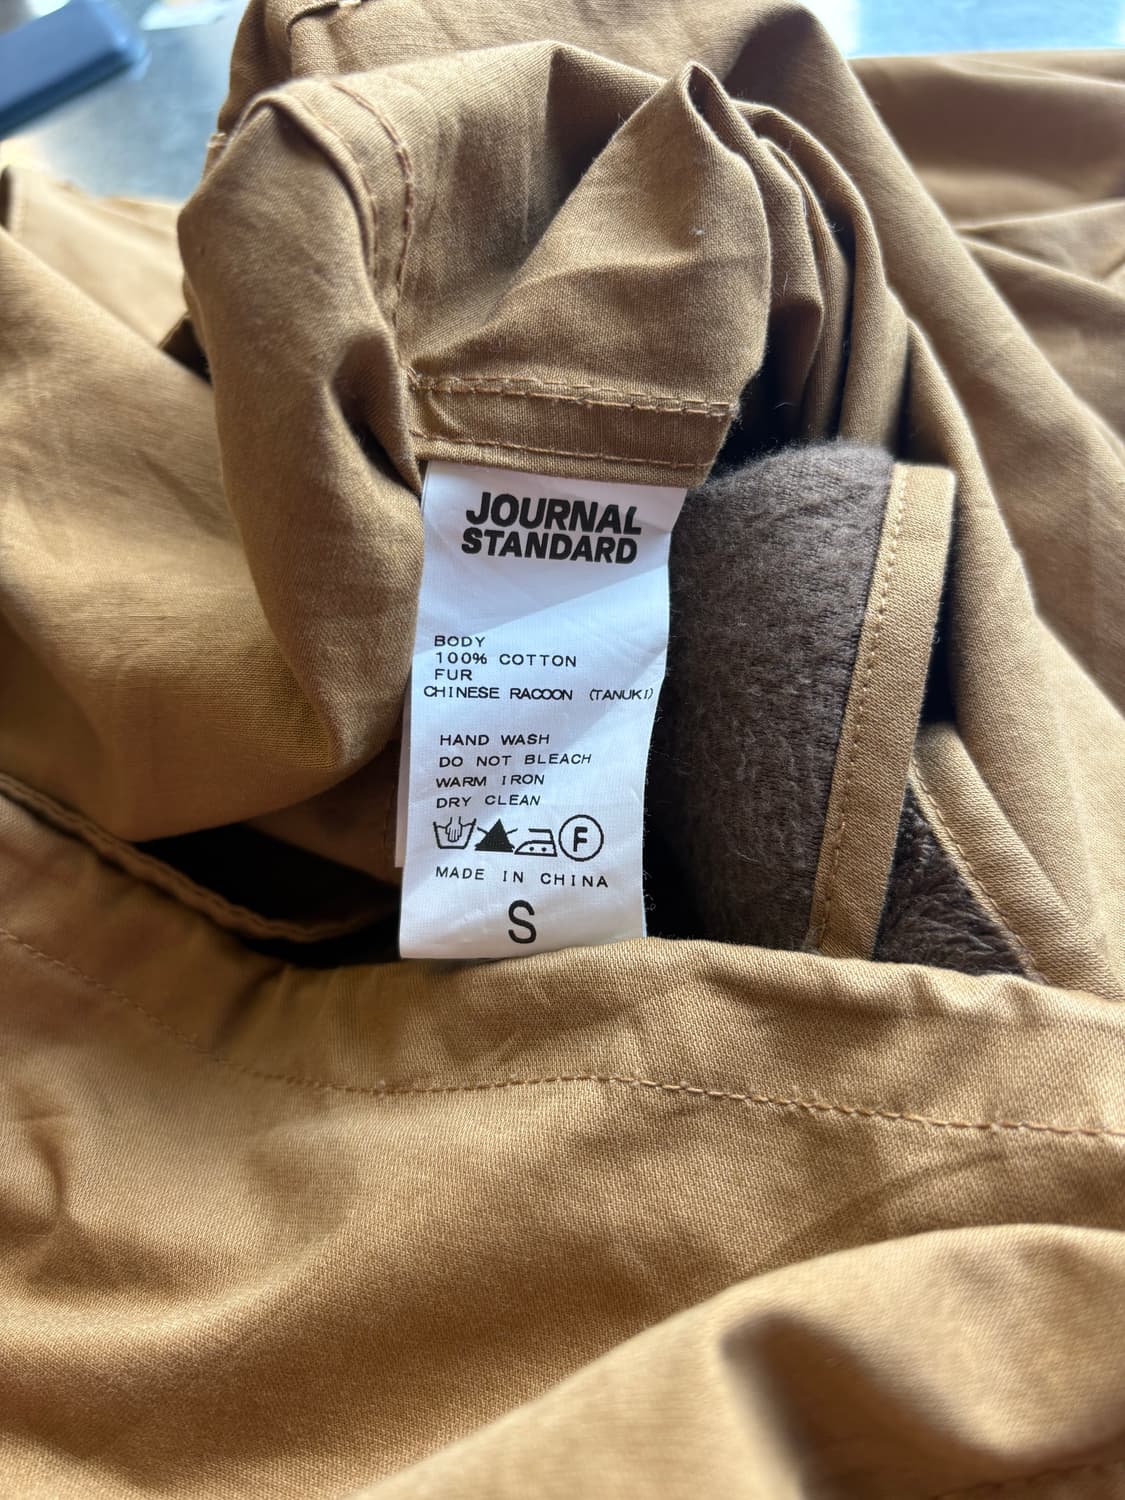 JOURNAL
STANDARD
BODY
100% COTTON
FUR
CHINESE RACOON (TANUKI)
HAND WASH
DO NOT BLEACH
WARM IRON
DRY CLEAN
F
MADE IN CHINA
S